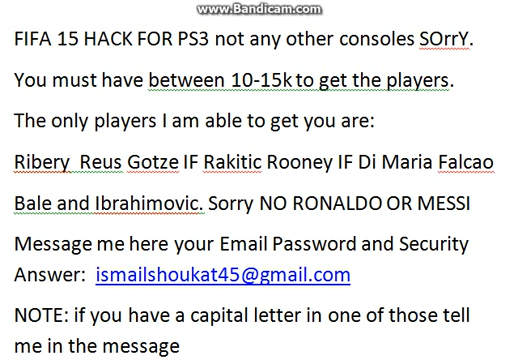 www.Bandicam.com
FIFA 15 HACK FOR PS3 not any other consoles SOrrY.
You must have between 10-15k to get the players.
The only players I am able to get you are:
Ribery  Reus Gotze IF Rakitic Rooney IF Di Maria Falcao
Bale and Ibrahimovic. Sorry NO RONALDO OR MESSI
Message me here your Email Password and Security
Answer:  ismailshoukat45@gmail.com
NOTE: if you have a capital letter in one of those tell
me in the message